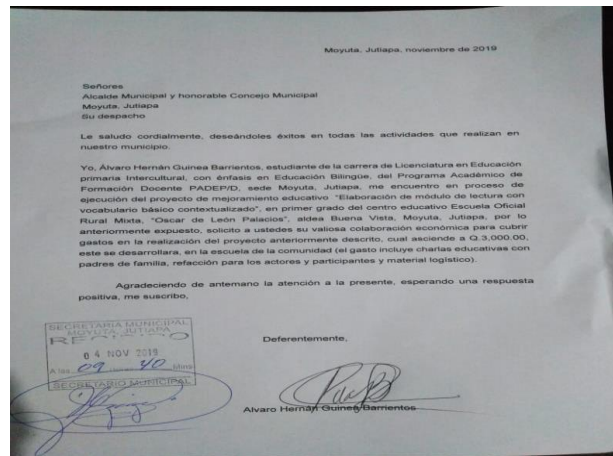 Moyuta, Jutiapa, noviembre de 2019
Señores
Alcalde Municipal y honorable Concejo Municipal
Moyuta, Jutiapa
Su despacho
Le saludo cordialmente, deseándoles éxitos en todas las actividades que realizan en
nuestro municipio.
Yo, Álvaro Hernán Guinea Barrientos, estudiante de la carrera de Licenciatura en Educación
primaria Intercultural, con énfasis en Educación Bilingüe, del Programa Académico de
Formación Docente PADEP/D, sede Moyuta, Jutiapa, me encuentro en proceso de
ejecución del proyecto de mejoramiento educativo "Elaboración de módulo de lectura con
vocabulario básico contextualizado", en primer grado del centro educativo Escuela Oficial
Rural Mixta, "Oscar de León Palacios", aldea Buena Vista, Moyuta, Jutiapa, por lo
anteriormente expuesto, solicito a ustedes su valiosa colaboración económica para cubrir
gastos en la realización del proyecto anteriormente descrito, cual asciende a Q.3,000.00,
este se desarrollara, en la escuela de la comunidad (el gasto incluye charlas educativas con
padres de familia, refacción para los actores y participantes y material logístico).
Agradeciendo de antemano la atención a la presente, esperando una respuesta
positiva, me suscribo,
SECRETARIA MUNICIPAL
MOYUTA, JUTIAPA
RECIBIDO
04 NOV 2019
A las 09 40 Mins
SECRETARIO MUNICIPAL
Deferentemente,
Alvaro Hernán Guinea Barrientos